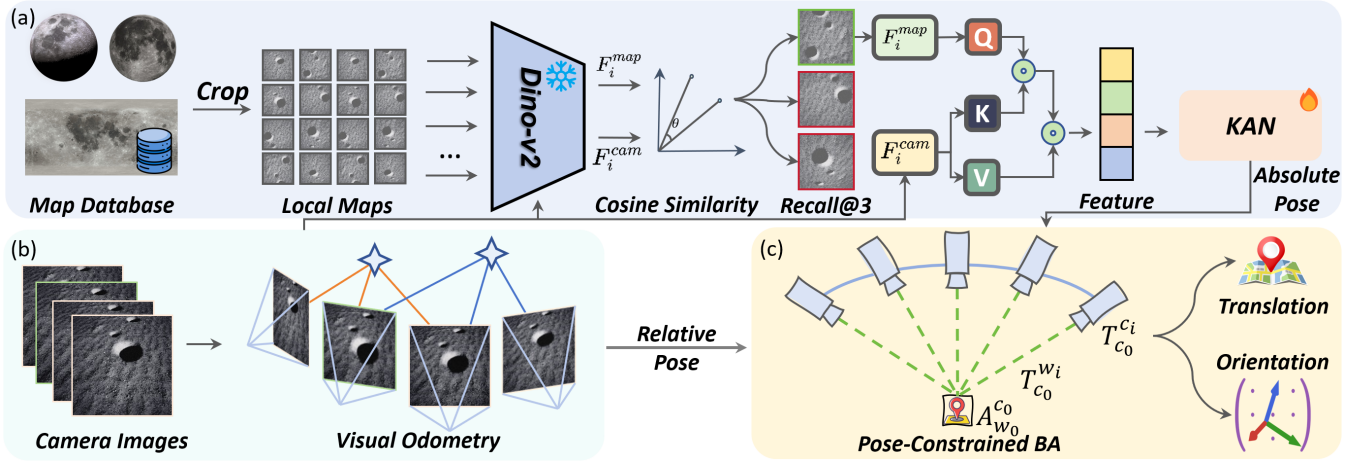 (a)
Map Database
Crop
Local Maps
...
Dino-v2
F_i^{map}
F_i^{cam}
θ
Cosine Similarity
Recall@3
F_i^{map}
F_i^{cam}
Q
K
V
Feature
KAN
Absolute
Pose
(b)
Camera Images
Visual Odometry
Relative
Pose
(c)
T_{c_0}^{c_i}
T_{c_0}^{w_i}
A_{w_0}^{c_0}
Pose-Constrained BA
Translation
Orientation